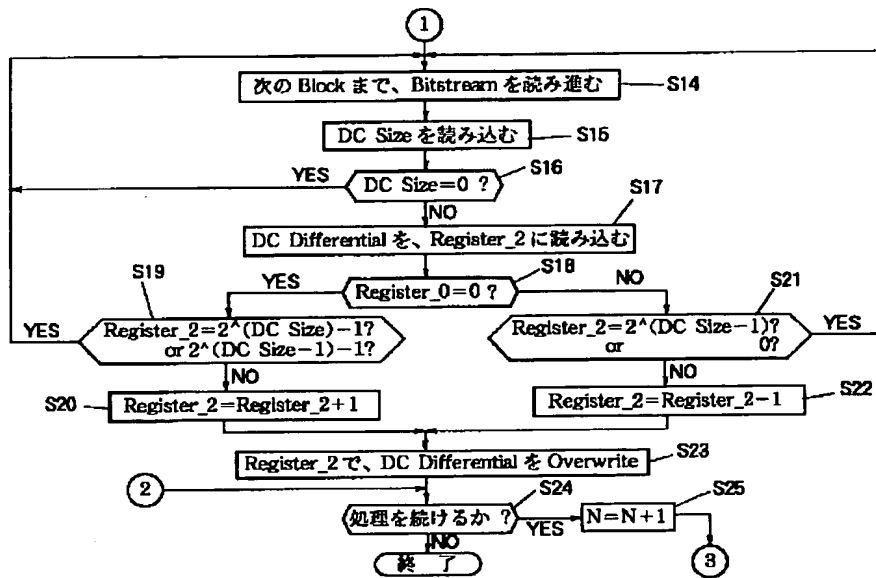 1
次の Block まで、Bitstream を読み進む
S14
DC Size を読み込む
S15
YES
DC Size=0 ?
S16
NO
S17
DC Differential を、Register_2 に読み込む
S19
YES
Register_0=0 ?
S18
NO
S21
YES
Register_2=2^(DC Size)-1?
or 2^(DC Size-1)-1?
Register_2=2^(DC Size-1)?
or 0?
YES
NO
NO
S20
Register_2=Register_2+1
Register_2=Register_2-1
S22
Register_2 で、DC Differential を Overwrite
S23
2
処理を続けるか ?
S24
YES
N=N+1
S25
NO
終 了
3